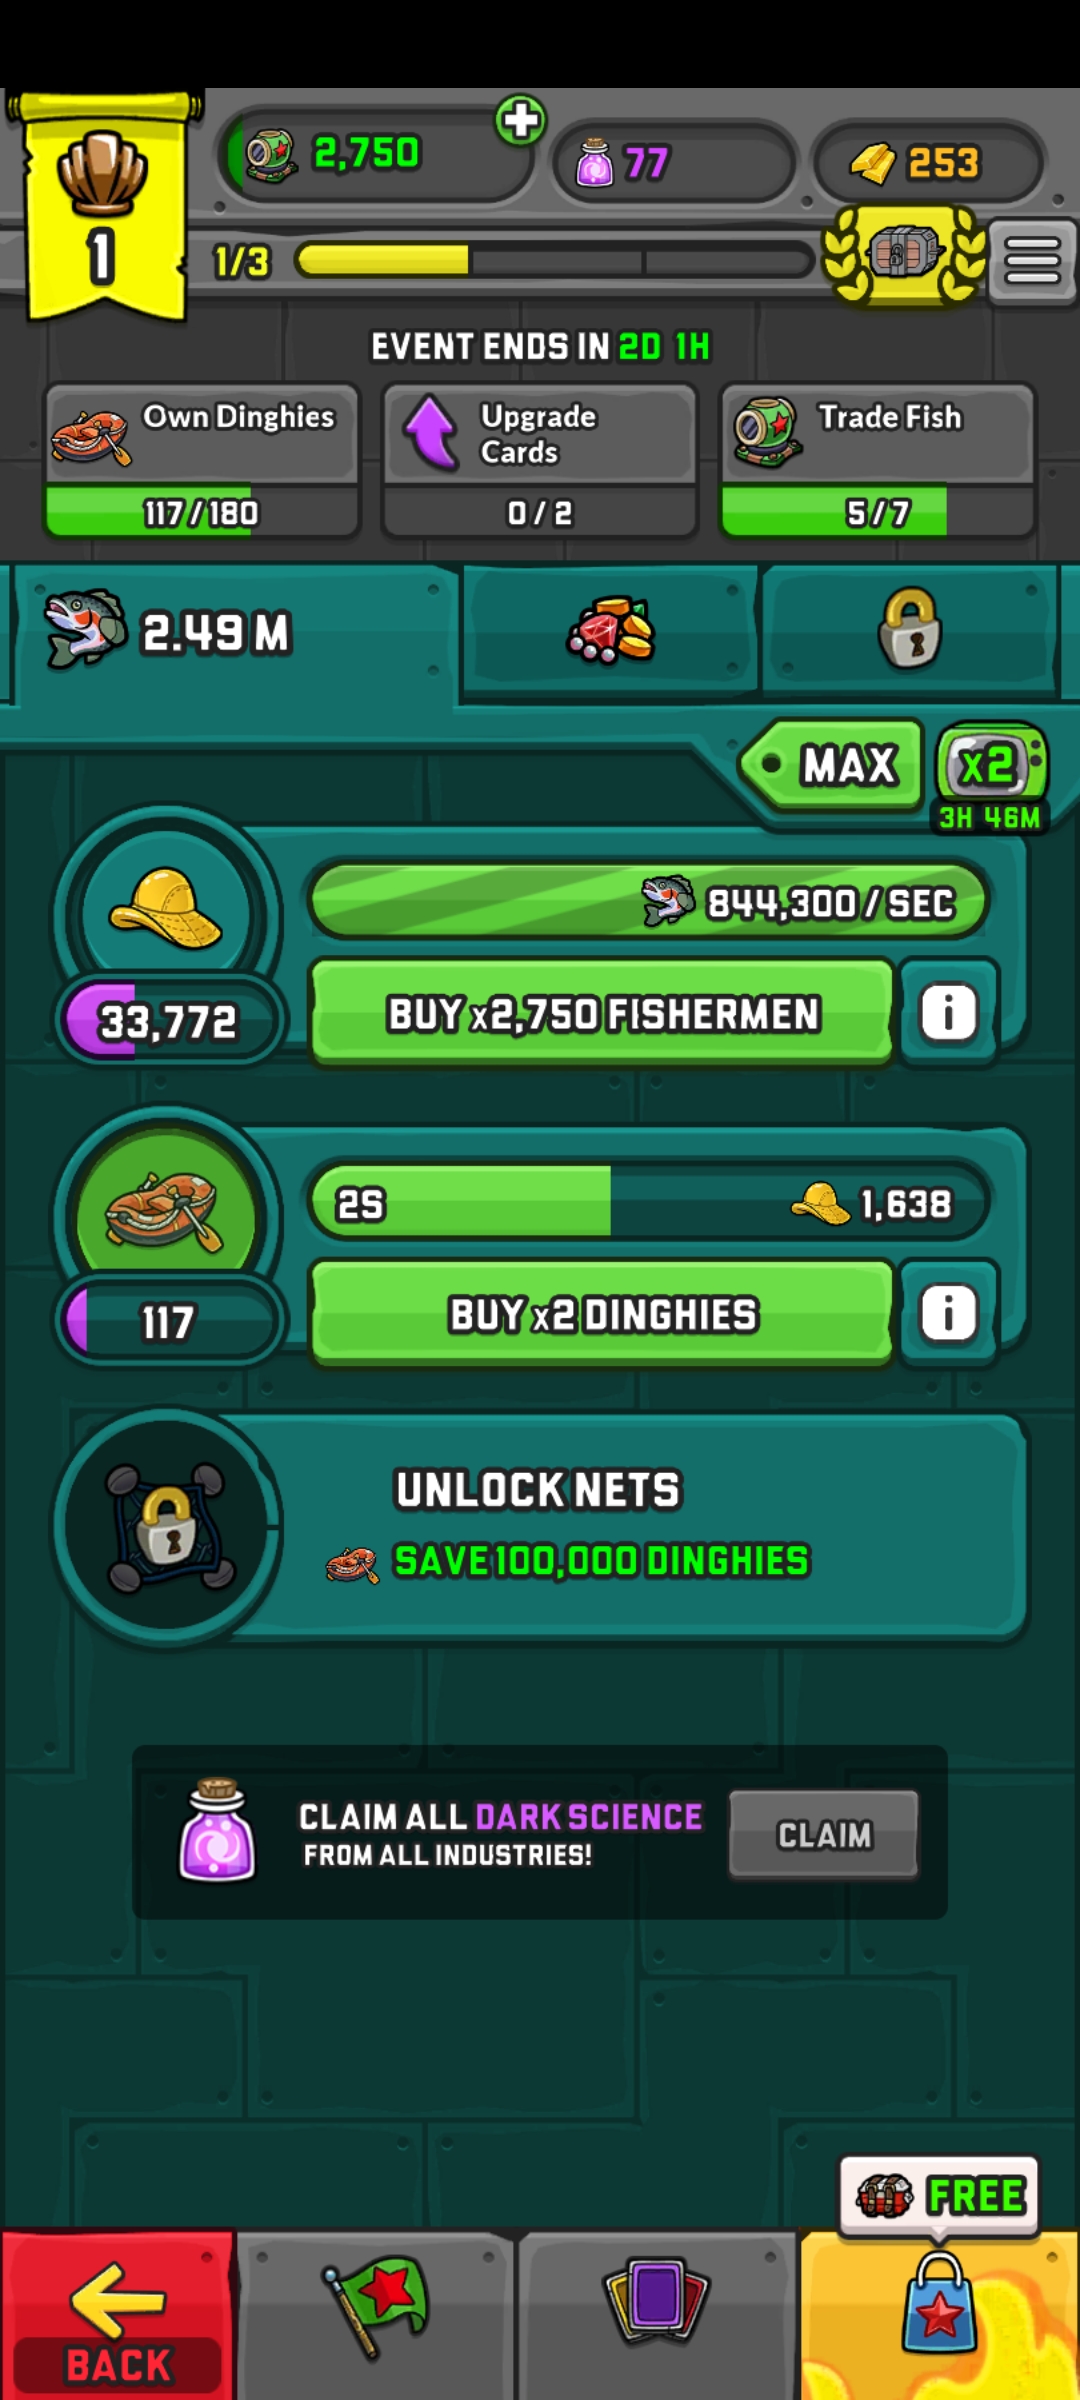 2,750
77
253
1
1/3
EVENT ENDS IN 2D 1H
Own Dinghies
117/180
Upgrade
Cards
0/2
Trade Fish
5/7
2.49 M
MAX
x2
3H 46M
844,300/SEC
33,772
BUY x2,750 FISHERMEN
i
2S
1,638
117
BUY x2 DINGHIES
i
UNLOCK NETS
SAVE 100,000 DINGHIES
CLAIM ALL DARK SCIENCE
FROM ALL INDUSTRIES!
CLAIM
FREE
BACK